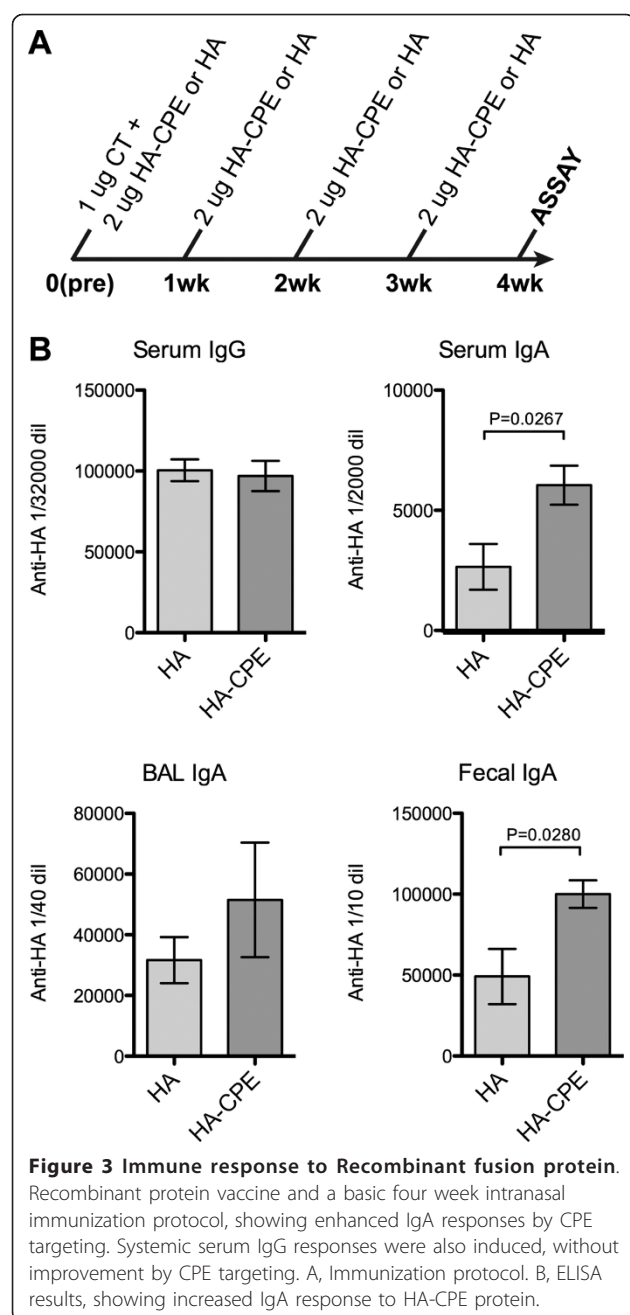 A
1 ug CT +
2 ug HA-CPE or HA
2 ug HA-CPE or HA
2 ug HA-CPE or HA
2 ug HA-CPE or HA
ASSAY
0(pre) 1wk 2wk 3wk 4wk
B
Serum IgG
150000
100000
50000
0
Anti-HA 1/32000 dil
HA
HA-CPE
Serum IgA
10000
5000
0
Anti-HA 1/2000 dil
P=0.0267
HA
HA-CPE
BAL IgA
80000
60000
40000
20000
0
Anti-HA 1/40 dil
HA
HA-CPE
Fecal IgA
150000
100000
50000
0
Anti-HA 1/10 dil
P=0.0280
HA
HA-CPE
Figure 3 Immune response to Recombinant fusion protein.
Recombinant protein vaccine and a basic four week intranasal
immunization protocol, showing enhanced IgA responses by CPE
targeting. Systemic serum IgG responses were also induced, without
improvement by CPE targeting. A, Immunization protocol. B, ELISA
results, showing increased IgA response to HA-CPE protein.